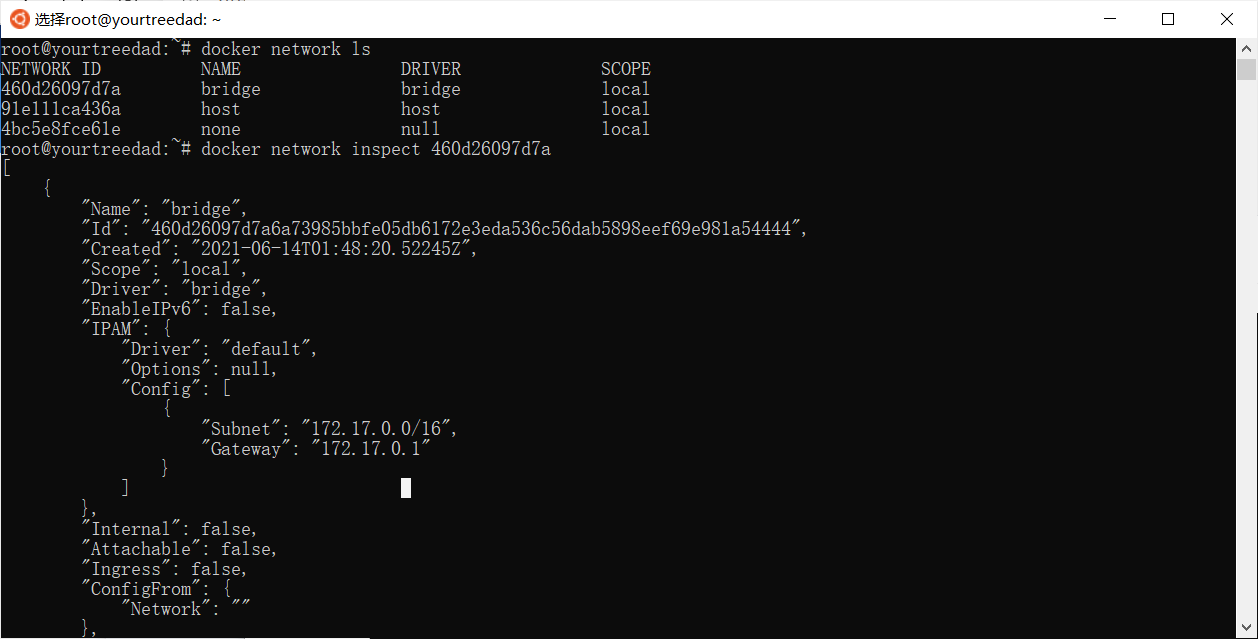 选择root@yourtreedad: ~
root@yourtreedad:~# docker network ls
NETWORK ID          NAME                DRIVER              SCOPE
460d26097d7a        bridge              bridge              local
91e111ca436a        host                host                local
4bc5e8fce61e        none                null                local
root@yourtreedad:~# docker network inspect 460d26097d7a
[
    {
        "Name": "bridge",
        "Id": "460d26097d7a6a73985bbfe05db6172e3eda536c56dab5898eef69e981a54444",
        "Created": "2021-06-14T01:48:20.52245Z",
        "Scope": "local",
        "Driver": "bridge",
        "EnableIPv6": false,
        "IPAM": {
            "Driver": "default",
            "Options": null,
            "Config": [
                {
                    "Subnet": "172.17.0.0/16",
                    "Gateway": "172.17.0.1"
                }
            ]
        },
        "Internal": false,
        "Attachable": false,
        "Ingress": false,
        "ConfigFrom": {
            "Network": ""
        },